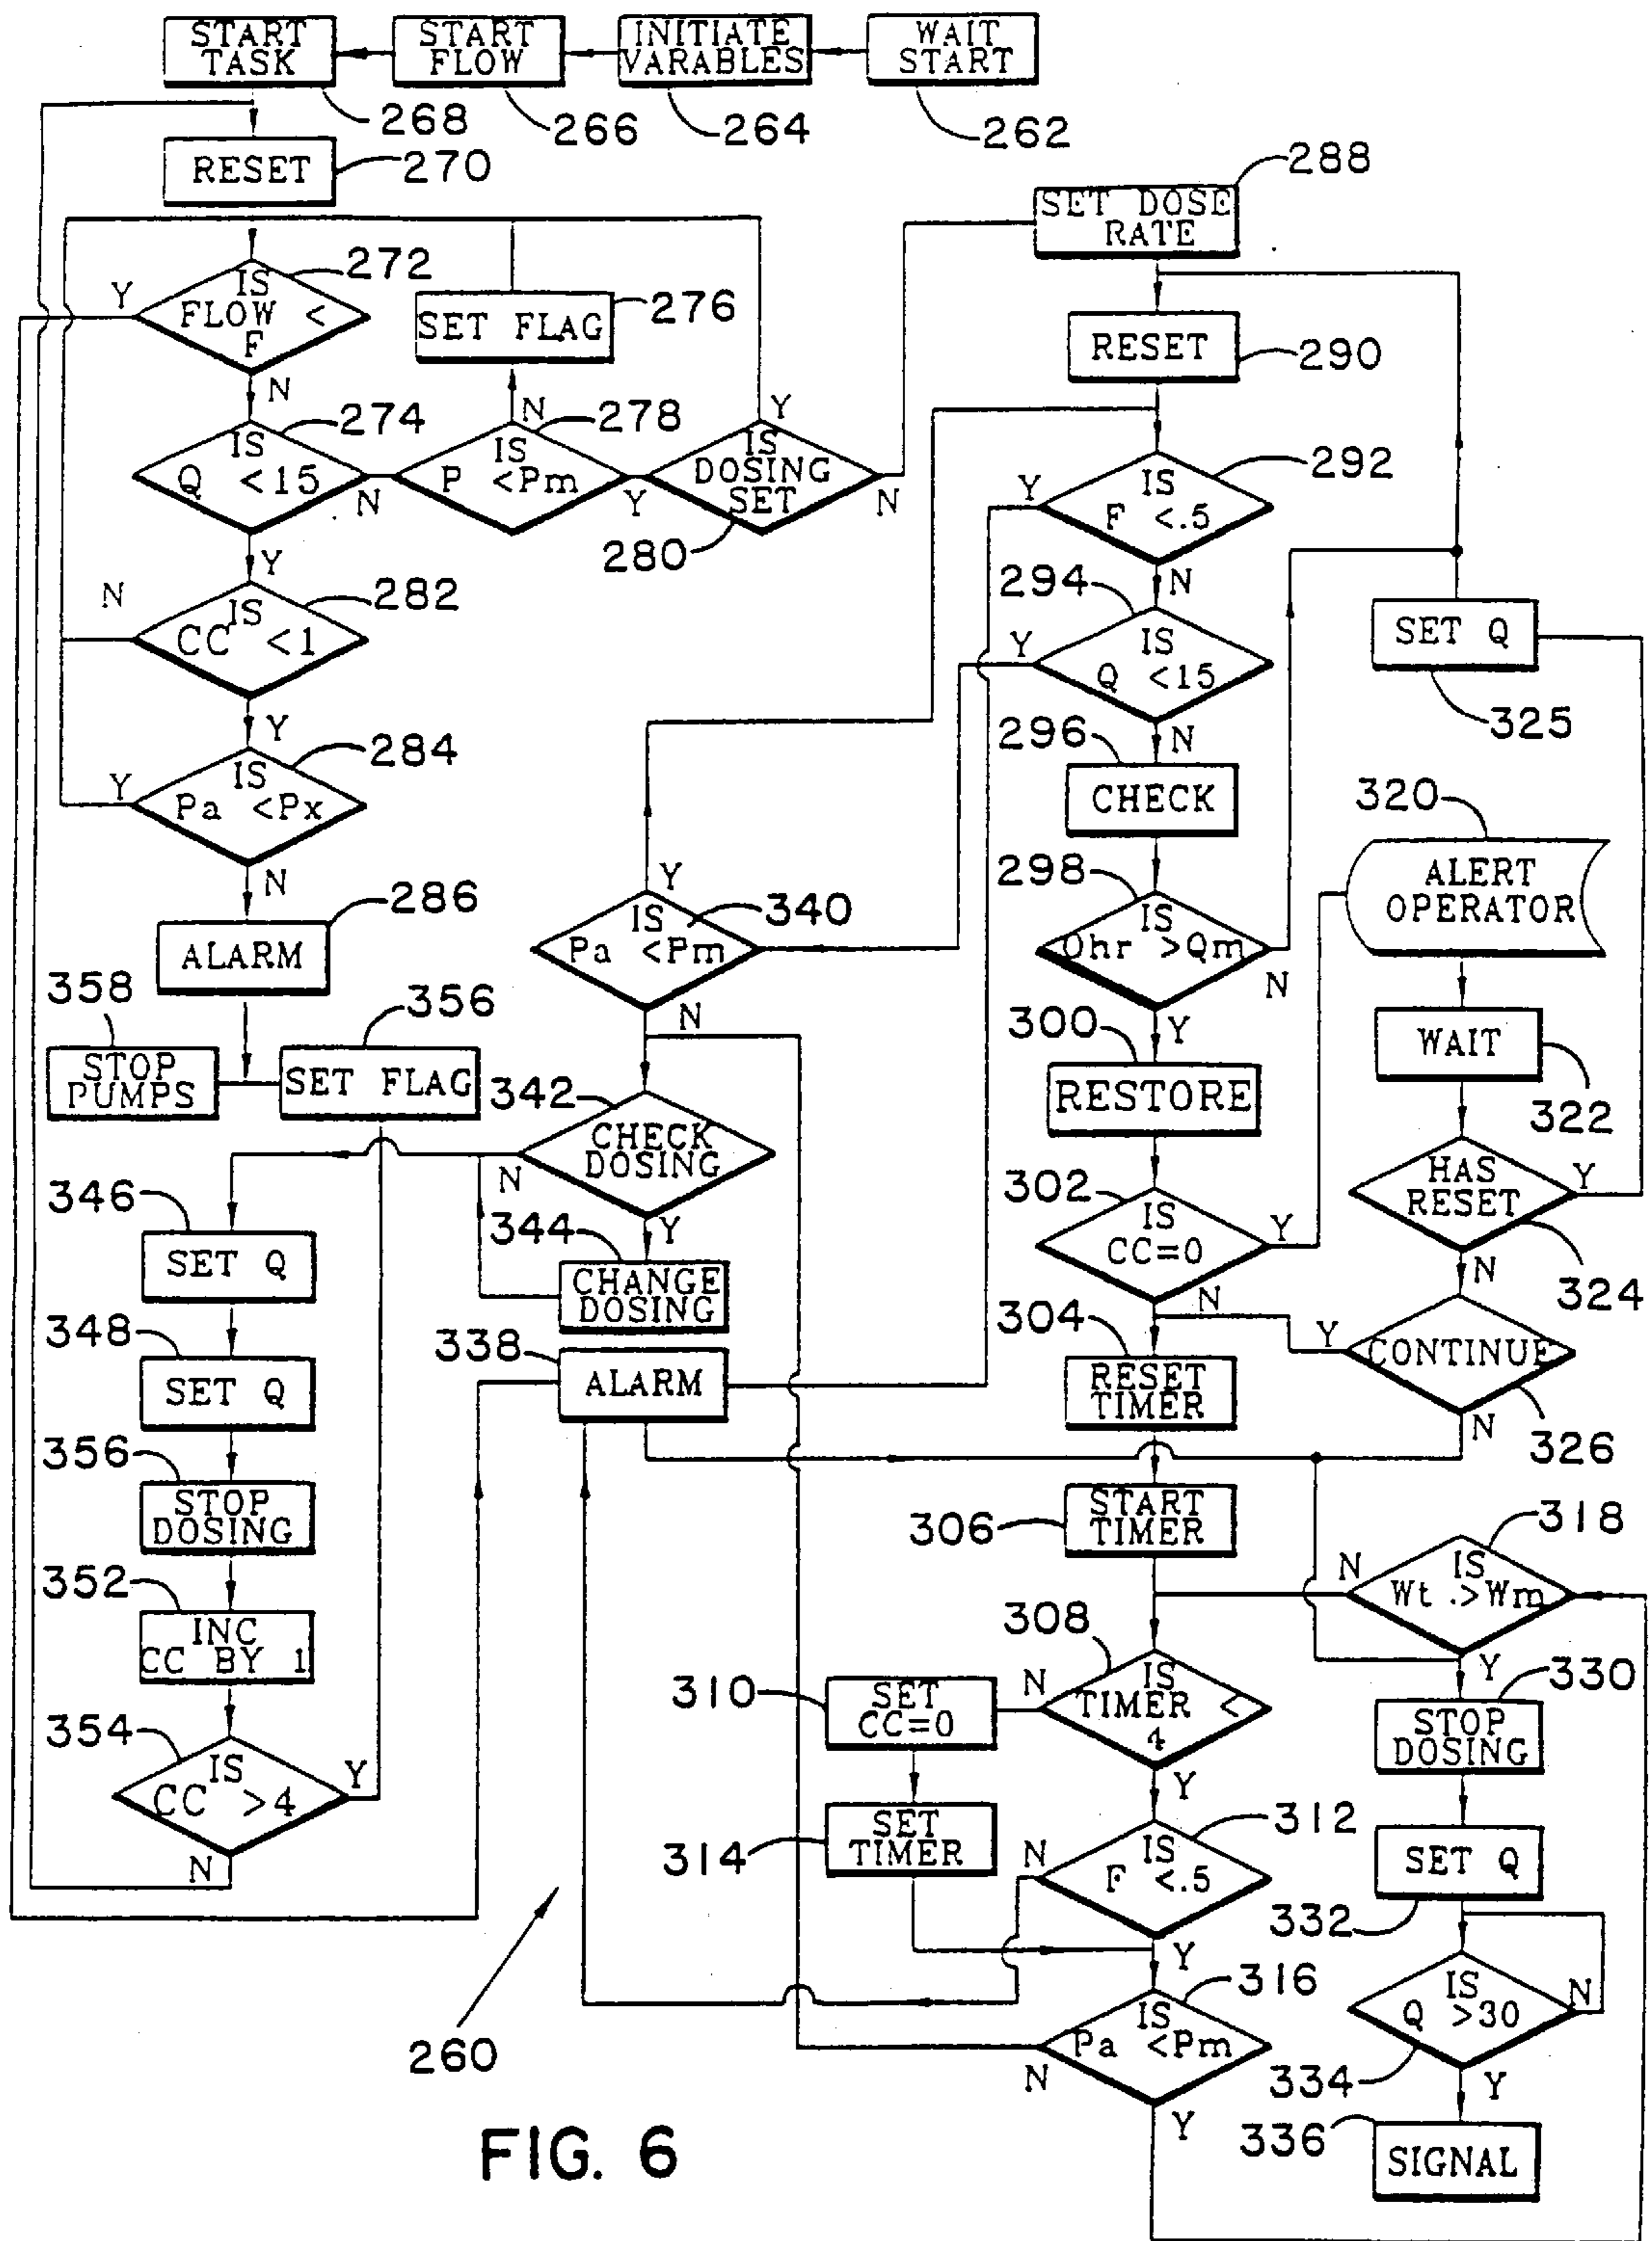 START
TASK
START
FLOW
INITIATE
VARIABLES
WAIT
START
268
266
264
262
RESET
270
288
SET DOSE
RATE
272
Y
IS
FLOW <
F
N
276
SET FLAG
RESET
290
274
IS
Q <15
N
Y
N
278
IS
P <Pm
Y
Y
IS
DOSING
SET
N
280
292
Y
IS
F <.5
N
294
Y
IS
Q <15
N
282
N
IS
CC <1
Y
SET Q
325
296
CHECK
284
Y
IS
Pa <Px
N
320
ALERT
OPERATOR
298
IS
Qhr >Qm
N
Y
Y
IS
340
Pa <Pm
N
286
ALARM
358
356
STOP
PUMPS
SET FLAG
300
RESTORE
WAIT
322
342
CHECK
DOSING
N
Y
302
IS
CC=0
Y
N
HAS
RESET
Y
324
N
346
SET Q
344
CHANGE
DOSING
304
RESET
TIMER
Y
CONTINUE
326
N
348
SET Q
338
ALARM
356
STOP
DOSING
306
START
TIMER
318
N
IS
Wt .>Wm
Y
352
INC
CC BY 1
308
N
IS
TIMER <
4
Y
310
SET
CC=0
330
STOP
DOSING
354
IS
CC >4
Y
N
314
SET
TIMER
312
N
IS
F <.5
Y
SET Q
332
316
IS
Pa <Pm
N
Y
IS
Q >30
N
334
Y
260
336
SIGNAL
FIG. 6